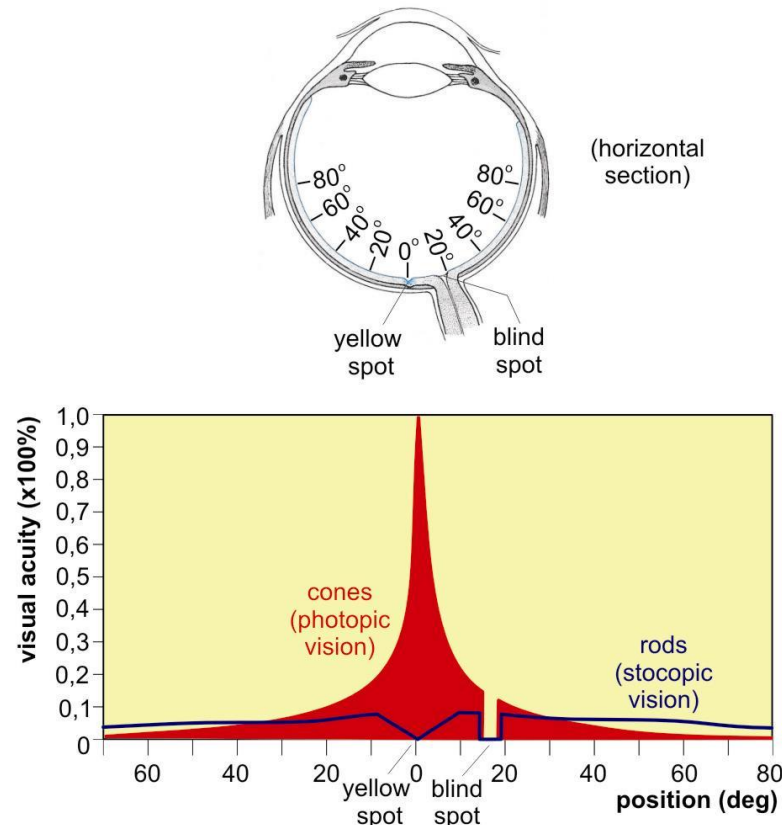 (horizontal
section)
80°
60°
40°
20°
0°
20°
40°
60°
80°
yellow
spot
blind
spot
visual acuity (x100%)
1,0
0,9
0,8
0,7
0,6
0,5
0,4
0,3
0,2
0,1
0
cones
(photopic
vision)
rods
(stocopic
vision)
60
40
20
0
20
40
60
80
yellow
spot
blind
spot
position (deg)